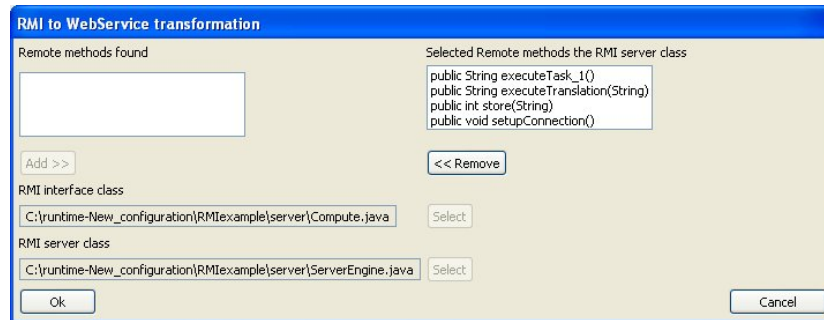 RMI to WebService transformation
Remote methods found
Selected Remote methods the RMI server class
public String executeTask_1()
public String executeTranslation(String)
public int store(String)
public void setupConnection()
Add >>
<< Remove
RMI interface class
C:\runtime-New_configuration\RMIexample\server\Compute.java
Select
RMI server class
C:\runtime-New_configuration\RMIexample\server\ServerEngine.java
Select
Ok
Cancel